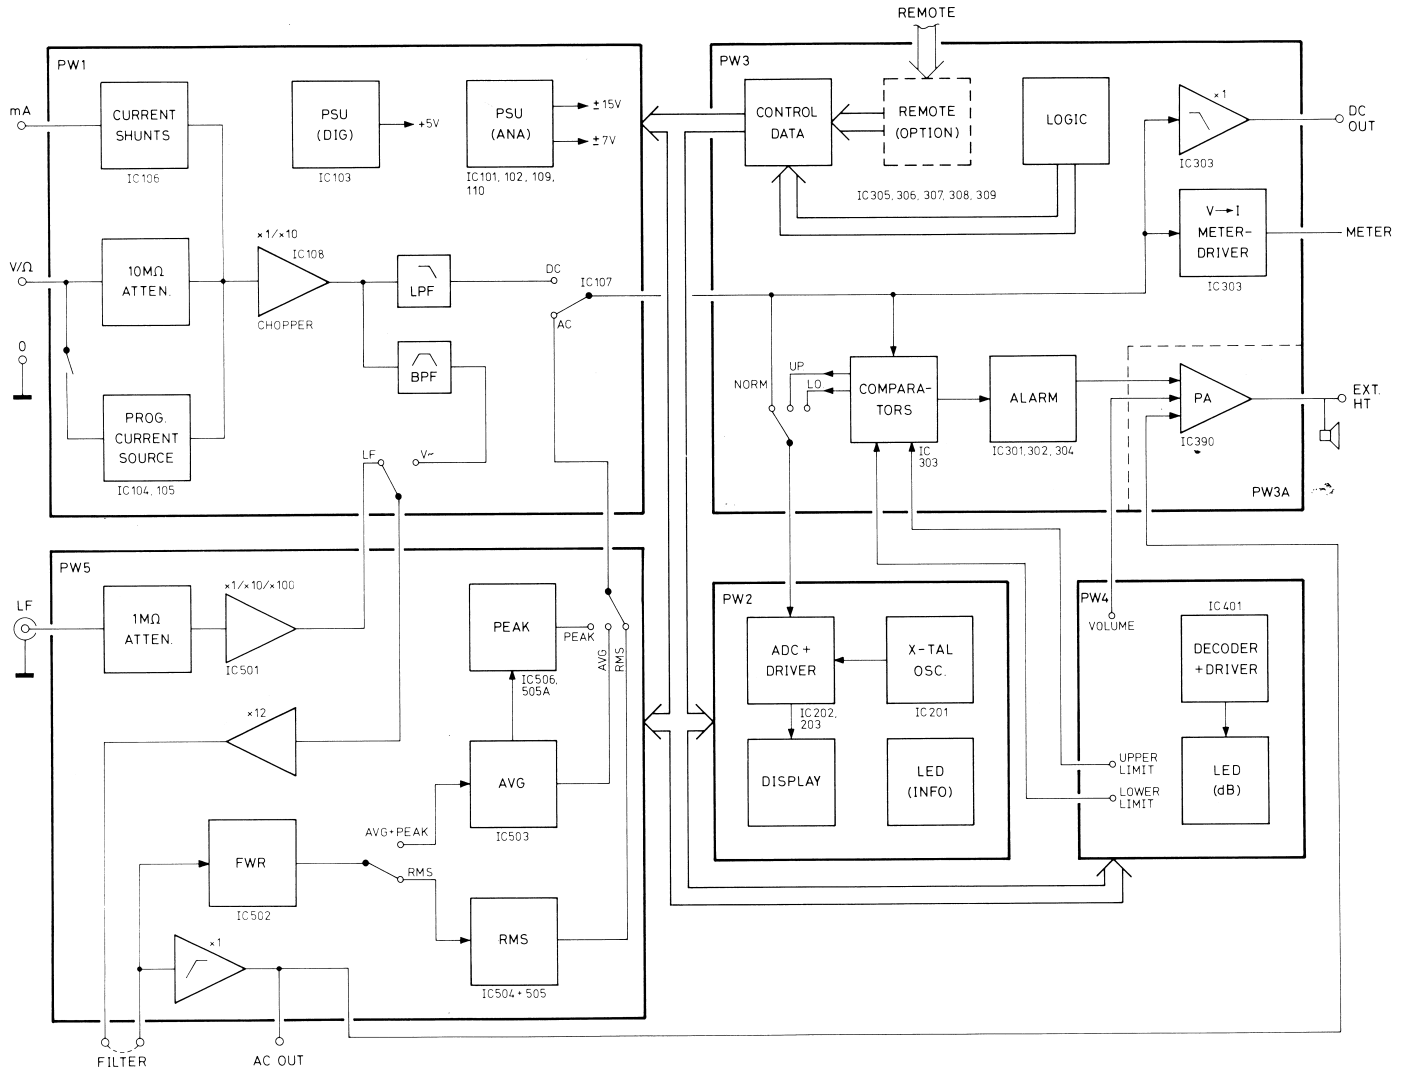 REMOTE
PW1
mA
CURRENT
SHUNTS
IC106
PSU
(DIG)
+5V
IC103
PSU
(ANA)
±15V
±7V
IC101, 102, 109,
110
V/Ω
10MΩ
ATTEN.
×1/×10
IC108
CHOPPER
LPF
BPF
DC
AC
IC107
0
PROG.
CURRENT
SOURCE
IC104, 105
LF
V~
PW3
CONTROL
DATA
REMOTE
(OPTION)
LOGIC
IC305, 306, 307, 308, 309
×1
IC303
DC
OUT
V→I
METER-
DRIVER
IC303
METER
NORM
UP
LO
COMPARA-
TORS
IC
303
ALARM
IC301, 302, 304
PA
IC390
EXT.
HT
PW3A
PW5
LF
1MΩ
ATTEN.
×1/×10/×100
IC501
×12
PEAK
IC506,
505A
PEAK
AVG
RMS
AVG
IC503
AVG+PEAK
RMS
FWR
IC502
RMS
IC504+505
×1
FILTER
AC OUT
PW2
ADC+
DRIVER
IC202,
203
X-TAL
OSC.
IC201
DISPLAY
LED
(INFO)
PW4
VOLUME
IC401
DECODER
+DRIVER
UPPER
LIMIT
LOWER
LIMIT
LED
(dB)